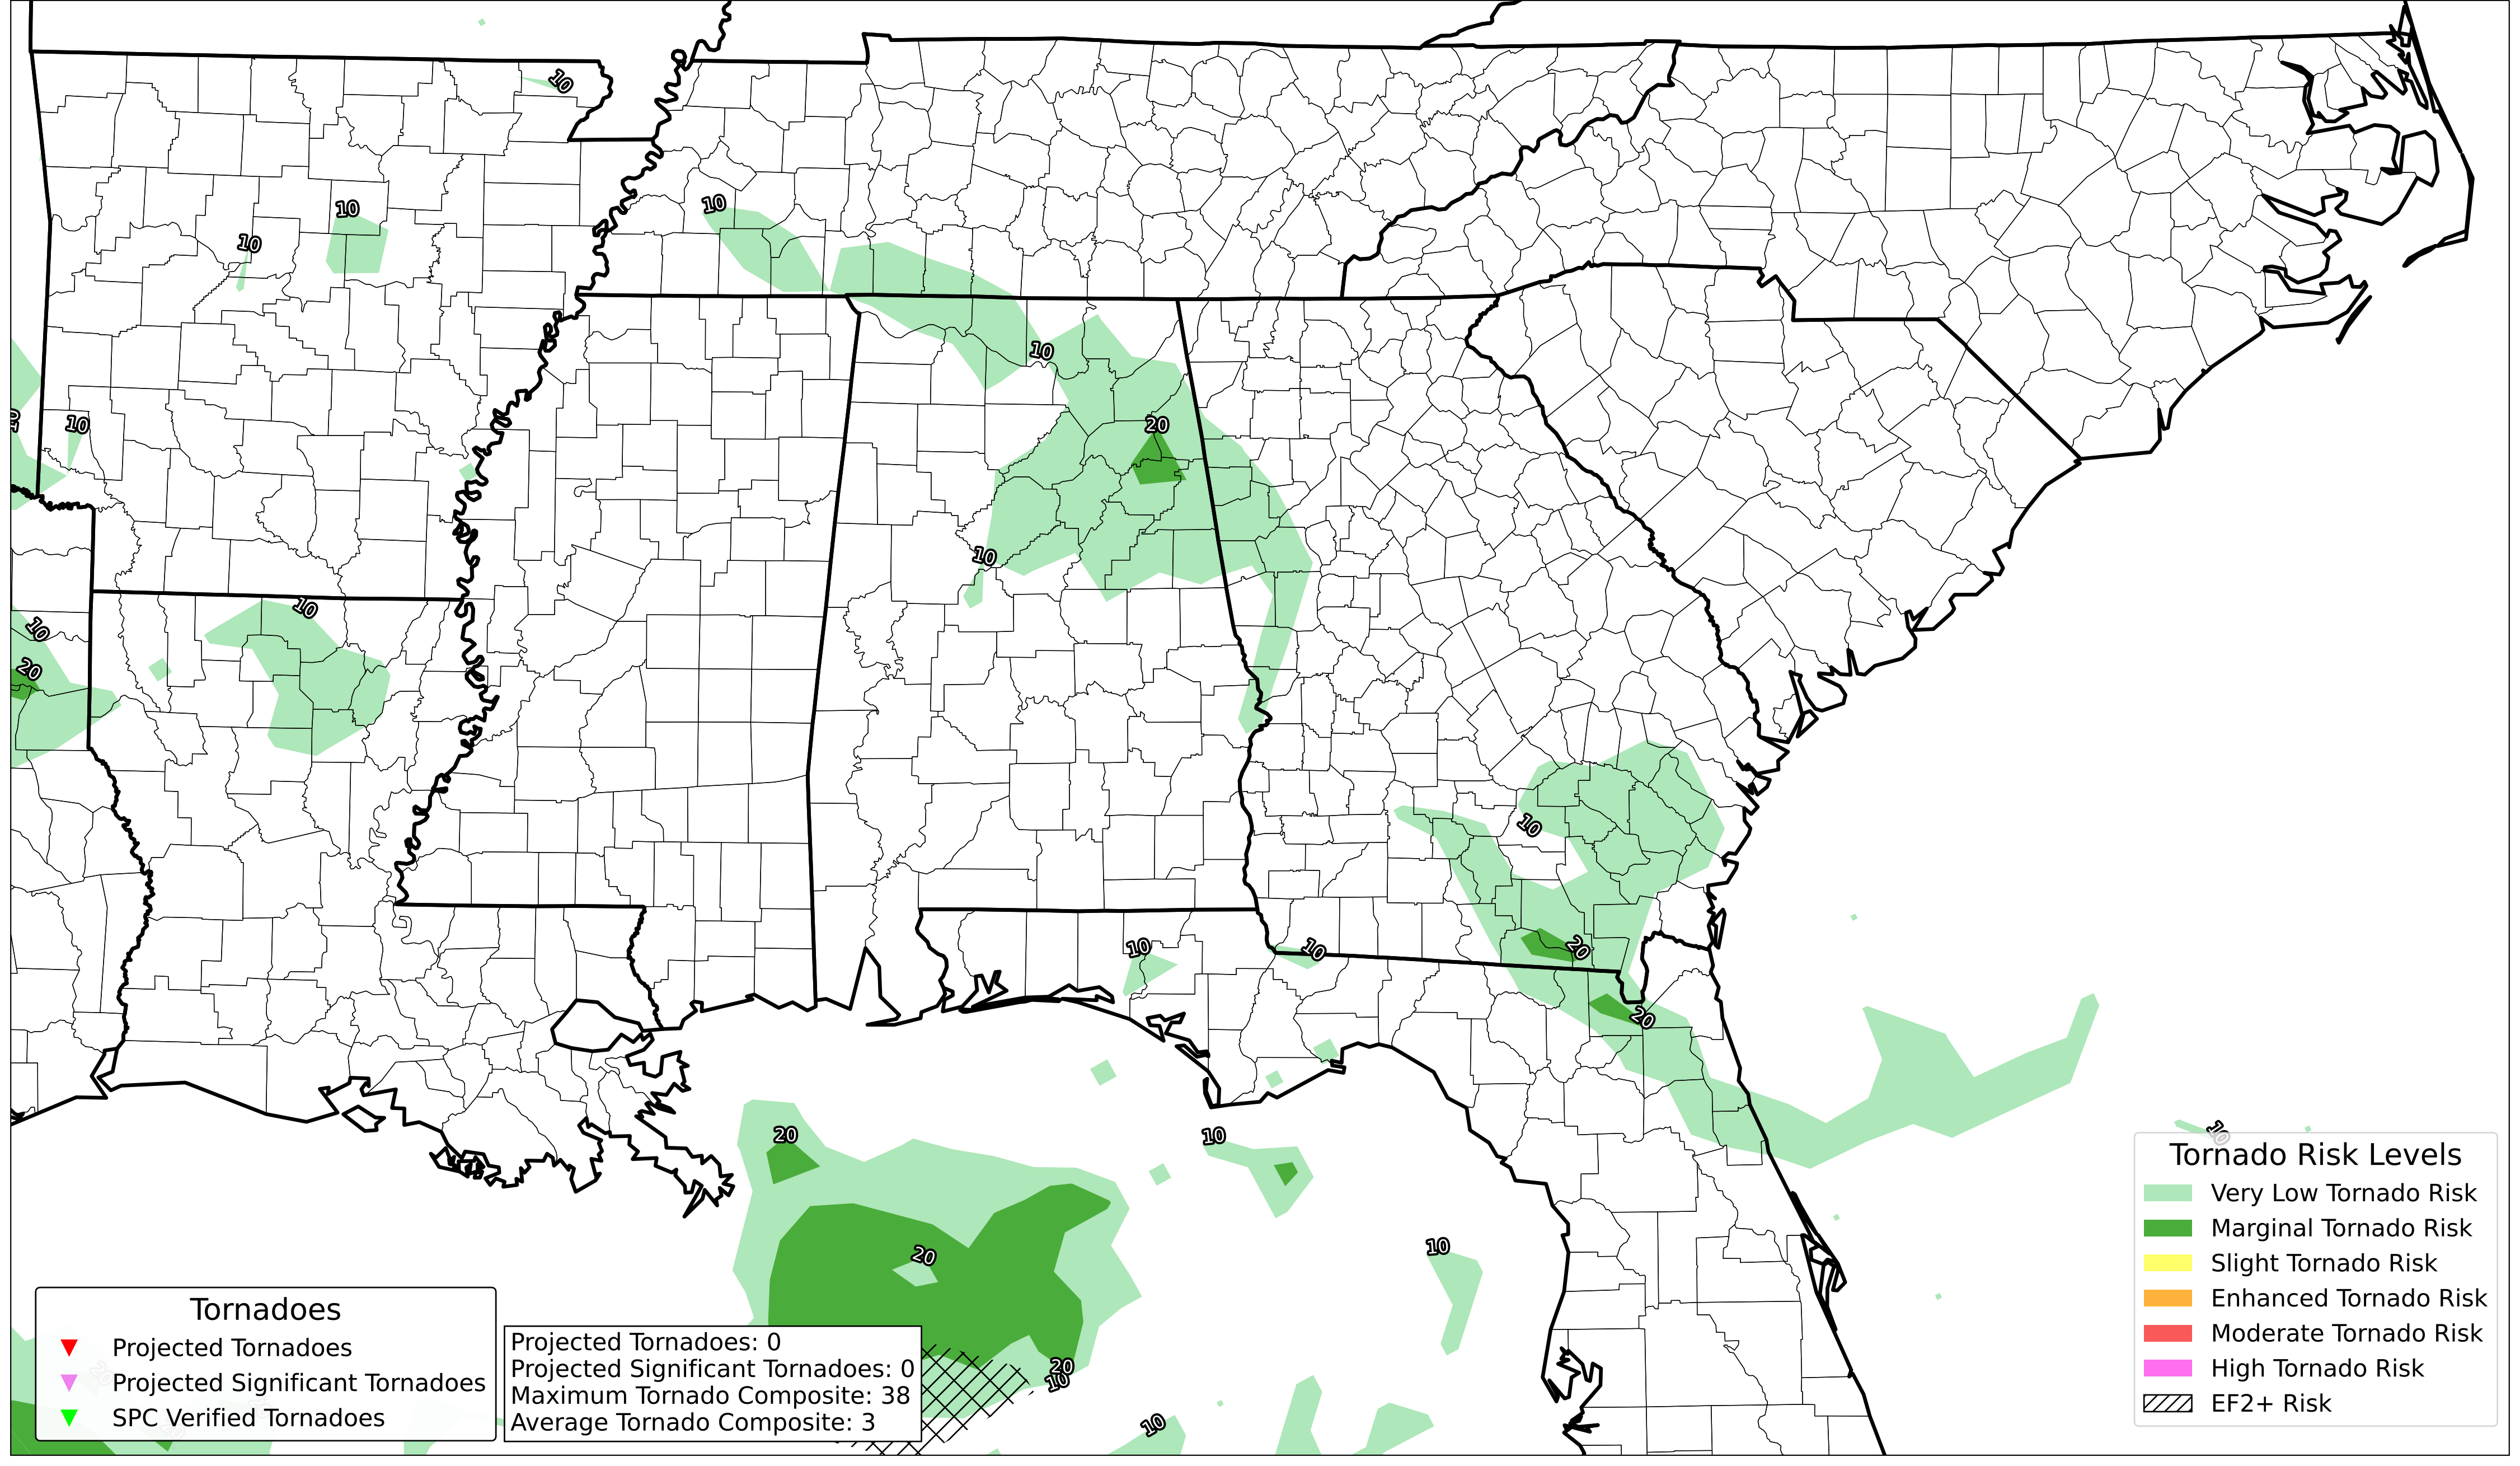 10
10
10
10
10
20
10
10
10
10
20
10
10
10
20
20
20
10
10
20
10
20
10
10
Tornado Risk Levels
Very Low Tornado Risk
Marginal Tornado Risk
Slight Tornado Risk
Enhanced Tornado Risk
Moderate Tornado Risk
High Tornado Risk
EF2+ Risk
Tornadoes
Projected Tornadoes
Projected Significant Tornadoes
SPC Verified Tornadoes
Projected Tornadoes: 0
Projected Significant Tornadoes: 0
Maximum Tornado Composite: 38
Average Tornado Composite: 3
10